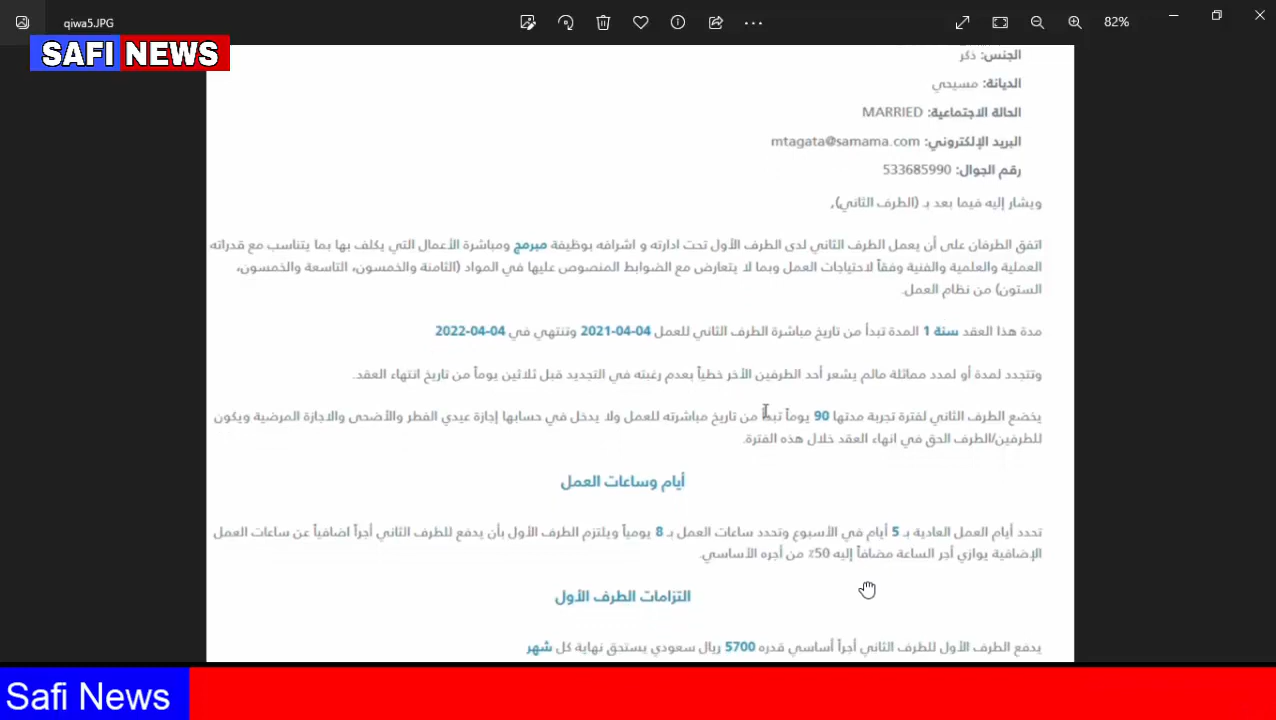 qiwa5.JPG
82%
SAFI NEWS
الجنس: ذكر
الديانة: مسيحي
الحالة الاجتماعية: MARRIED
البريد الإلكتروني: mtagata@samama.com
رقم الجوال: 533685990
ويشار إليه فيما بعد بـ (الطرف الثاني),
اتفق الطرفان على أن يعمل الطرف الثاني لدى الطرف الأول تحت ادارته و اشرافه بوظيفة مبرمج ومباشرة الأعمال التي يكلف بها بما يتناسب مع قدراته
العملية والعلمية والفنية وفقاً لاحتياجات العمل وبما لا يتعارض مع الضوابط المنصوص عليها في المواد (الثامنة والخمسون، التاسعة والخمسون،
الستون) من نظام العمل.
مدة هذا العقد سنة 1 المدة تبدأ من تاريخ مباشرة الطرف الثاني للعمل 2021-04-04 وتنتهي في 2022-04-04
وتتجدد لمدة أو لمدد مماثلة مالم يشعر أحد الطرفين الأخر خطياً بعدم رغبته في التجديد قبل ثلاثين يوماً من تاريخ انتهاء العقد.
يخضع الطرف الثاني لفترة تجربة مدتها 90 يوماً تبدأ من تاريخ مباشرته للعمل ولا يدخل في حسابها إجازة عيدي الفطر والأضحى والاجازة المرضية ويكون
للطرفين/الطرف الحق في انهاء العقد خلال هذه الفترة.
أيام وساعات العمل
تحدد أيام العمل العادية بـ 5 أيام في الأسبوع وتحدد ساعات العمل بـ 8 يومياً ويلتزم الطرف الأول بأن يدفع للطرف الثاني أجراً اضافياً عن ساعات العمل
الإضافية يوازي أجر الساعة مضافاً إليه 50٪ من أجره الأساسي.
التزامات الطرف الأول
يدفع الطرف الأول للطرف الثاني أجراً أساسي قدره 5700 ريال سعودي يستحق نهاية كل شهر
Safi News